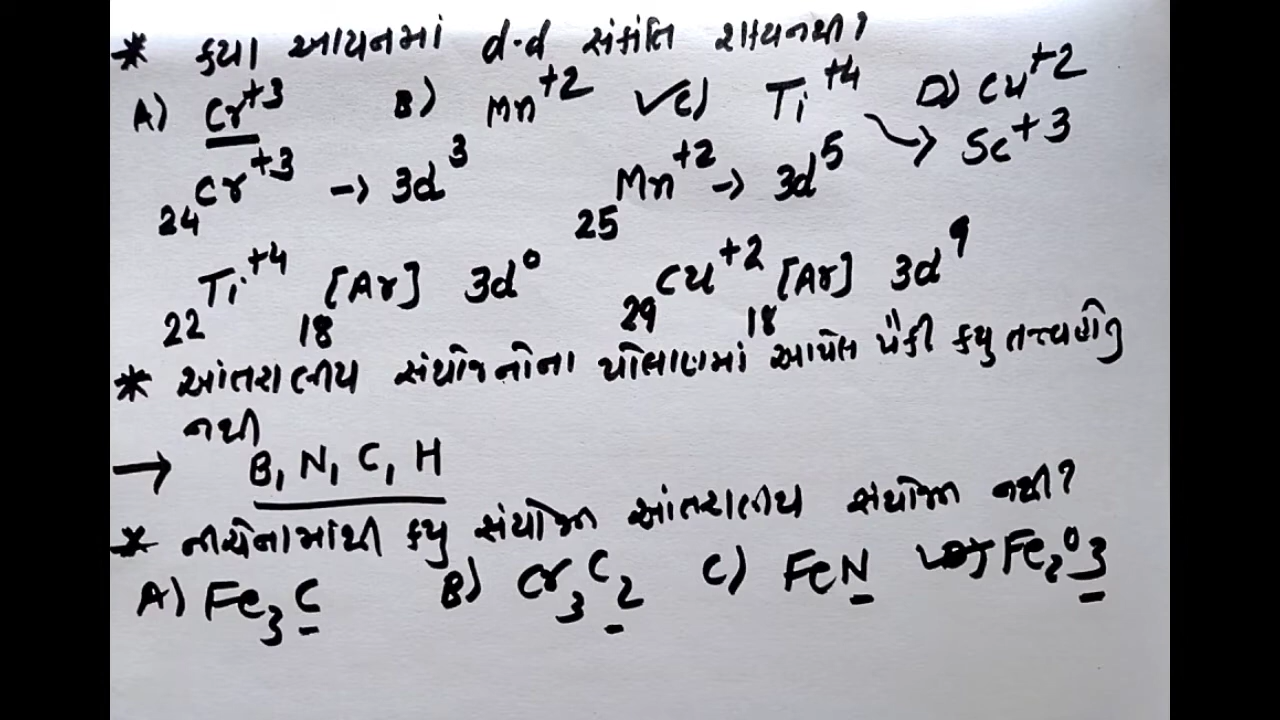 * કયા આયનમાં d-d સંક્રાંતિ શક્ય નથી?
A) Cr+3 B) Mn+2 ✓C) Ti+4 D) Cu+2
→ Sc+3
24Cr+3 → 3d3 25Mn+2 → 3d5
22Ti+4 18[Ar] 3d0 29Cu+2 18[Ar] 3d9
* આંતરાલીય સંયોજનોના પોલાણમાં આપેલ પૈકી કયુ તત્ત્વ હોતુ
નથી
→ B, N, C, H
* નીચેનામાંથી કયુ સંયોજન આંતરાલીય સંયોજન નથી?
A) Fe3C B) Cr3C2 C) FeN ✓D) Fe2O3